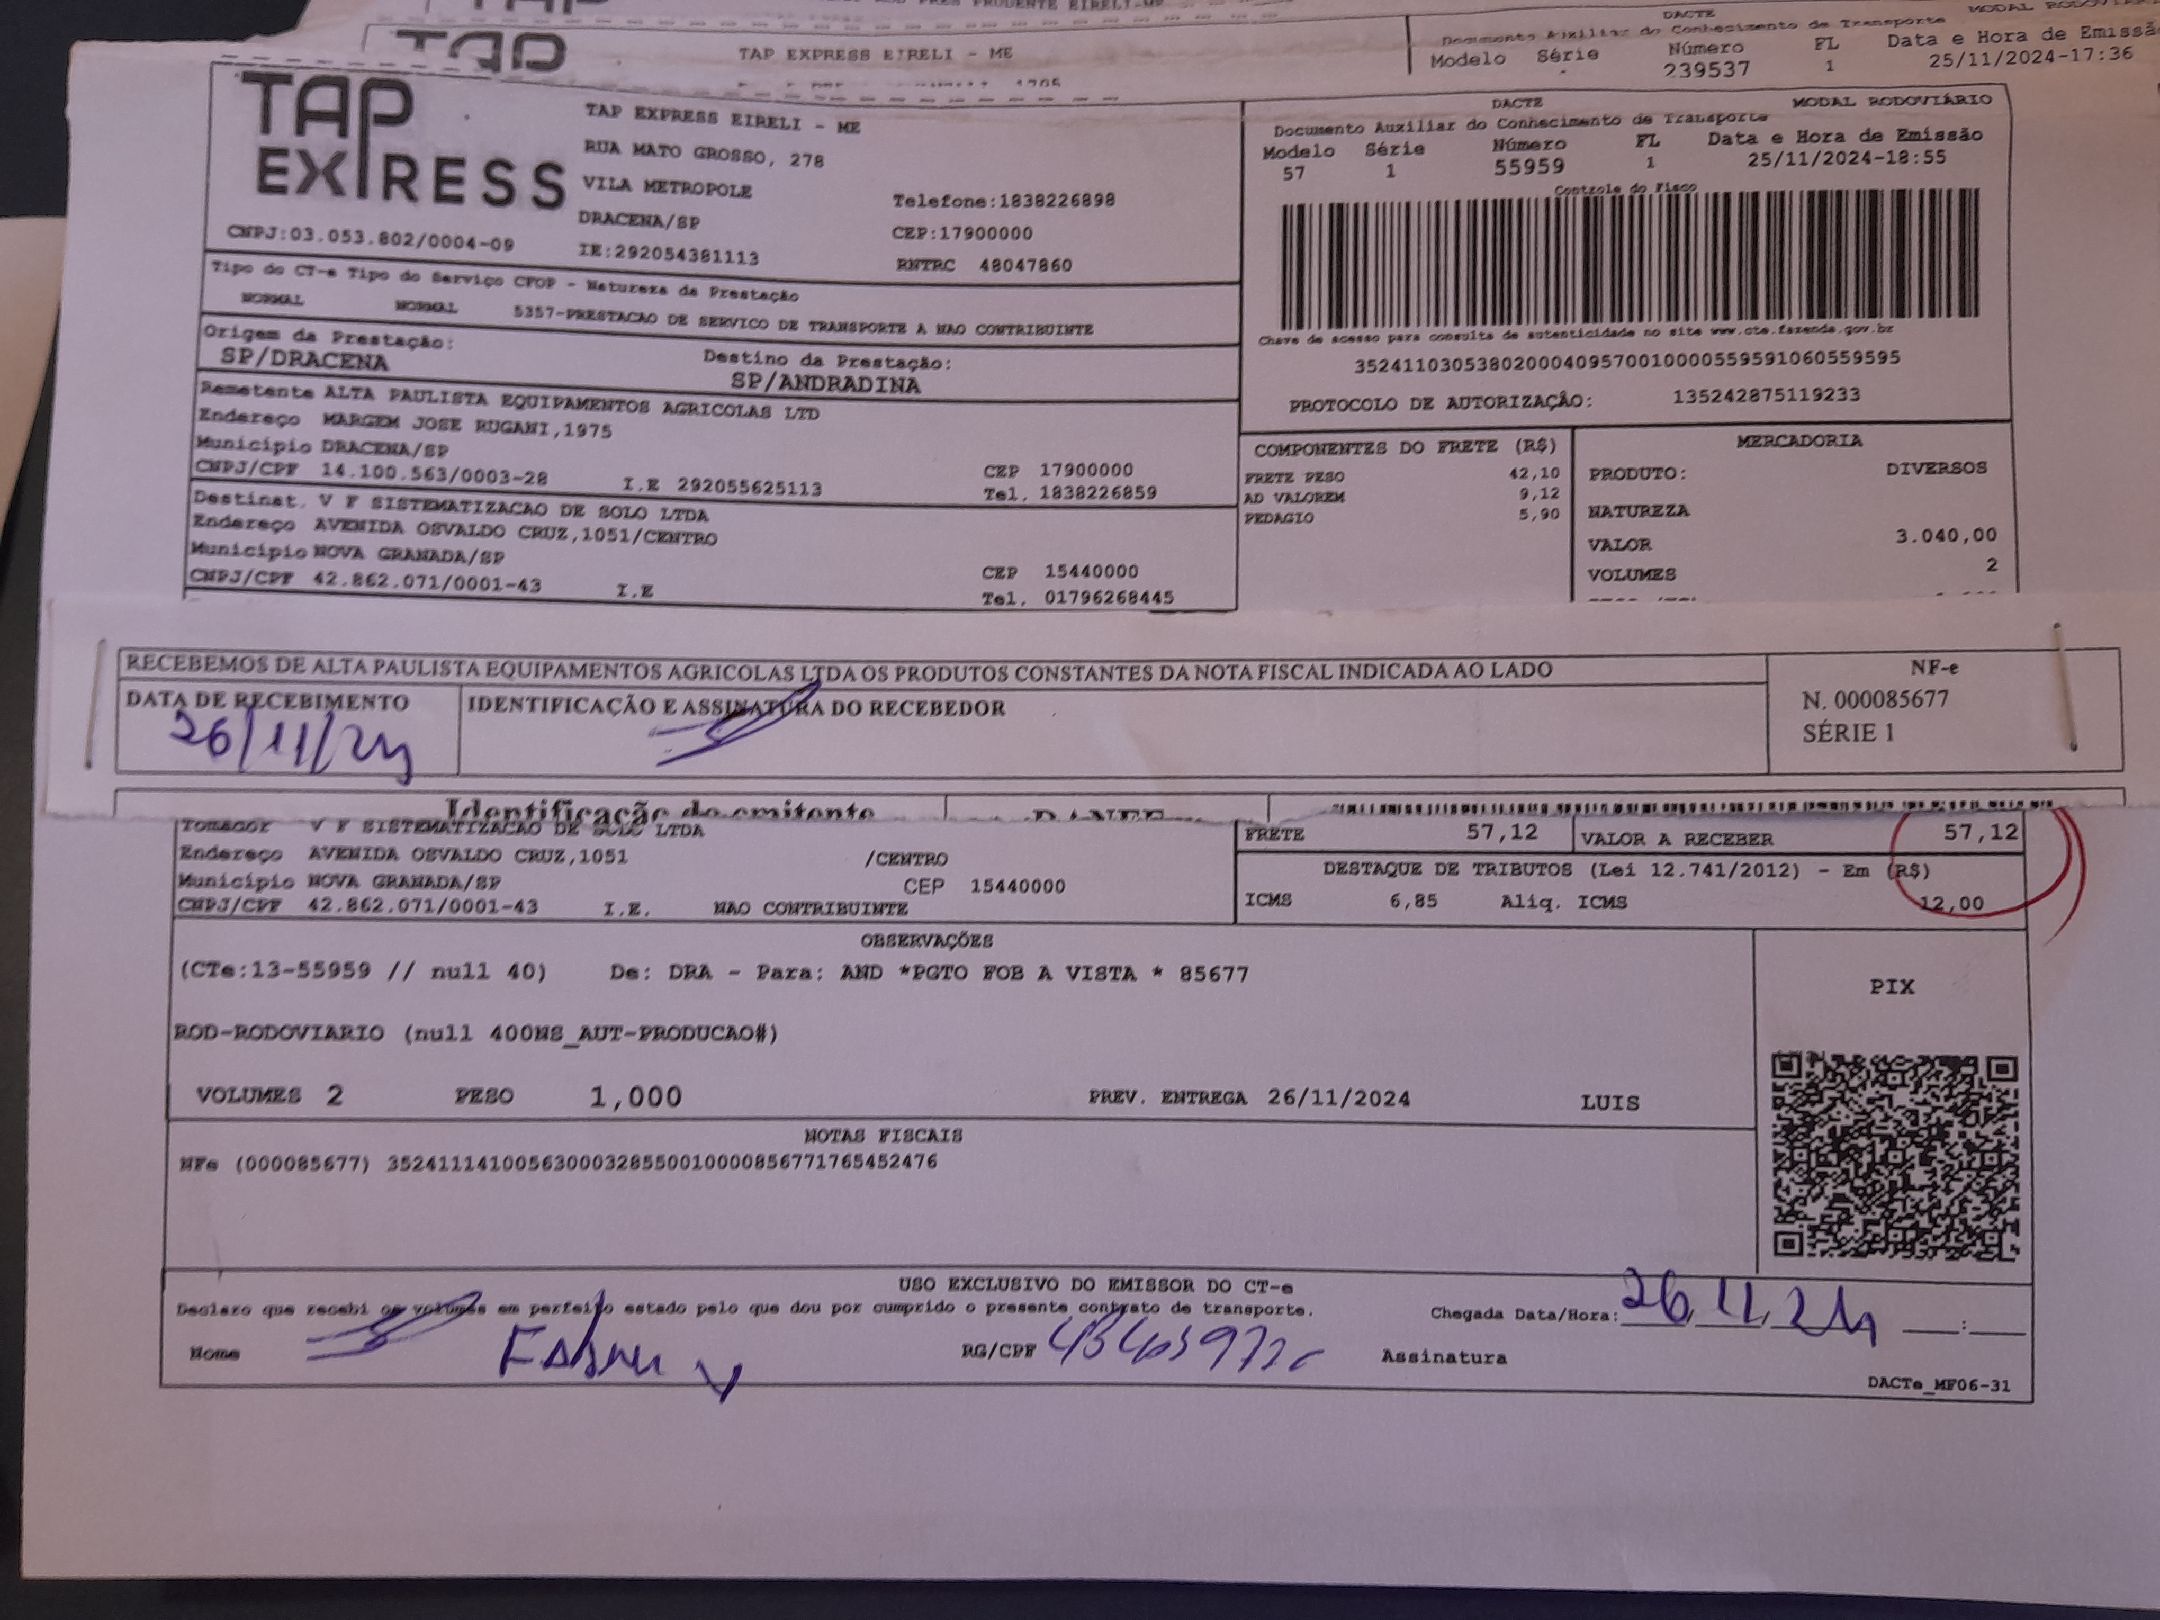 TAP EXPRESS EIRELI - ME
DACTE MODAL RODOVIÁRIO
Documento Auxiliar do Conhecimento de Transporte
Modelo Série Número FL Data e Hora de Emissã
239537 1 25/11/2024-17:36
TAP EXPRESS
CNPJ:03.053.802/0004-09
TAP EXPRESS EIRELI - ME
RUA MATO GROSSO, 278
VILA METROPOLE
DRACENA/SP
IE:292054381113
Telefone:1838226898
CEP:17900000
RNTRC 48047860
DACTE MODAL RODOVIÁRIO
Documento Auxiliar do Conhecimento de Transporte
Modelo Série Número FL Data e Hora de Emissão
57 1 55959 1 25/11/2024-18:55
Controle do Fisco
Chave de acesso para consulta de autenticidade no site www.cte.fazenda.gov.br
35241103053802000409570010000559591060559595
PROTOCOLO DE AUTORIZAÇÃO: 135242875119233
Tipo do CT-e Tipo do Serviço CFOP - Natureza da Prestação
NORMAL NORMAL 5357-PRESTACAO DE SERVICO DE TRANSPORTE A NAO CONTRIBUINTE
Origem da Prestação: Destino da Prestação:
SP/DRACENA SP/ANDRADINA
Remetente ALTA PAULISTA EQUIPAMENTOS AGRICOLAS LTD
Endereço MARGEM JOSE RUGANI,1975
Município DRACENA/SP CEP 17900000
CNPJ/CPF 14.100.563/0003-28 I.E 292055625113 Tel. 1838226859
Destinat. V F SISTEMATIZACAO DE SOLO LTDA
Endereço AVENIDA OSVALDO CRUZ,1051/CENTRO
Município NOVA GRANADA/SP CEP 15440000
CNPJ/CPF 42.862.071/0001-43 I.E Tel. 01796268445
COMPONENTES DO FRETE (R$)
FRETE PESO 42,10
AD VALOREM 9,12
PEDAGIO 5,90
MERCADORIA
PRODUTO: DIVERSOS
NATUREZA
VALOR 3.040,00
VOLUMES 2
RECEBEMOS DE ALTA PAULISTA EQUIPAMENTOS AGRICOLAS LTDA OS PRODUTOS CONSTANTES DA NOTA FISCAL INDICADA AO LADO
DATA DE RECEBIMENTO IDENTIFICAÇÃO E ASSINATURA DO RECEBEDOR
26/11/24
NF-e
N. 000085677
SÉRIE 1
Identificação do emitente DANFE
Tomador V F SISTEMATIZACAO DE SOLO LTDA
Endereço AVENIDA OSVALDO CRUZ,1051 /CENTRO
Município NOVA GRANADA/SP CEP 15440000
CNPJ/CPF 42.862.071/0001-43 I.E. NAO CONTRIBUINTE
FRETE 57,12 VALOR A RECEBER 57,12
DESTAQUE DE TRIBUTOS (Lei 12.741/2012) - Em (R$)
ICMS 6,85 Aliq. ICMS 12,00
OBSERVAÇÕES
(CTe:13-55959 // null 40) De: DRA - Para: AND *PGTO FOB A VISTA * 85677
ROD-RODOVIARIO (null 400NS_AUT-PRODUCAO#)
VOLUMES 2 PESO 1,000 PREV. ENTREGA 26/11/2024 LUIS
PIX
NOTAS FISCAIS
NFe (000085677) 35241114100563000328550010000856771765452476
USO EXCLUSIVO DO EMISSOR DO CT-e
Declaro que recebi os volumes em perfeito estado pelo que dou por cumprido o presente contrato de transporte.
Chegada Data/Hora: 26 11 24 :
Nome RG/CPF Assinatura
DACTe_MF06-31